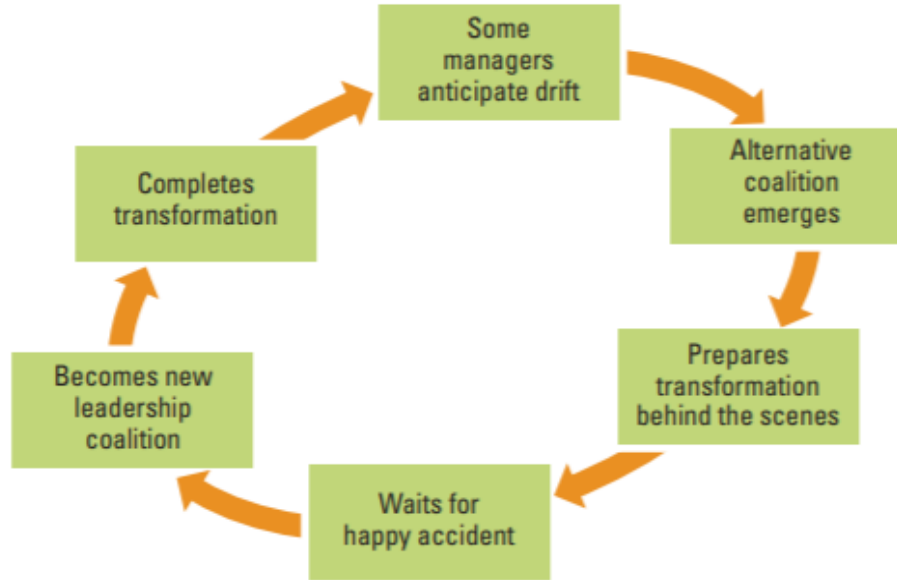 Some
managers
anticipate drift
Alternative
coalition
emerges
Prepares
transformation
behind the scenes
Waits for
happy accident
Becomes new
leadership
coalition
Completes
transformation